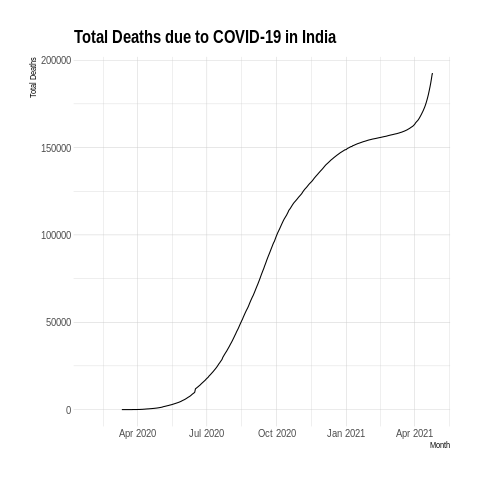 Total Deaths due to COVID-19 in India
Total Deaths
200000
150000
100000
50000
0
Apr 2020 Jul 2020 Oct 2020 Jan 2021 Apr 2021
Month